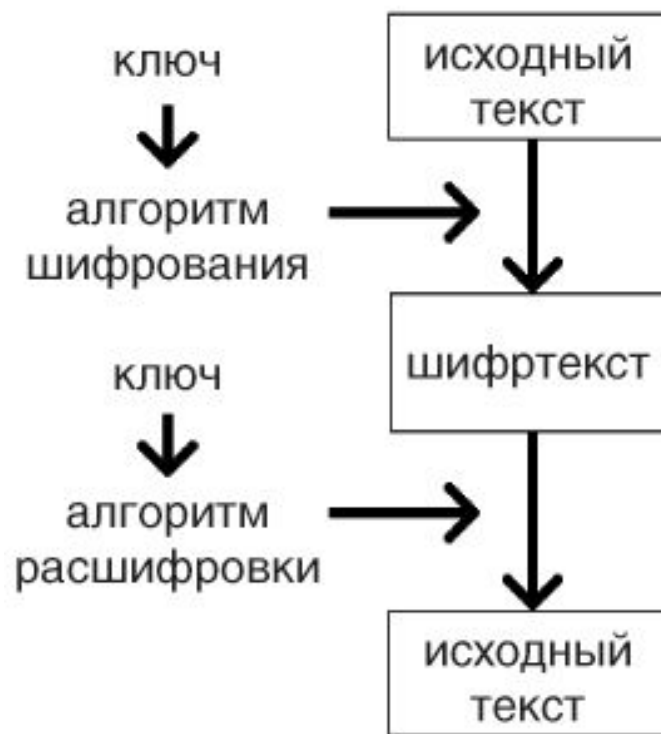 ключ
исходный
текст
алгоритм
шифрования
шифртекст
ключ
алгоритм
расшифровки
исходный
текст